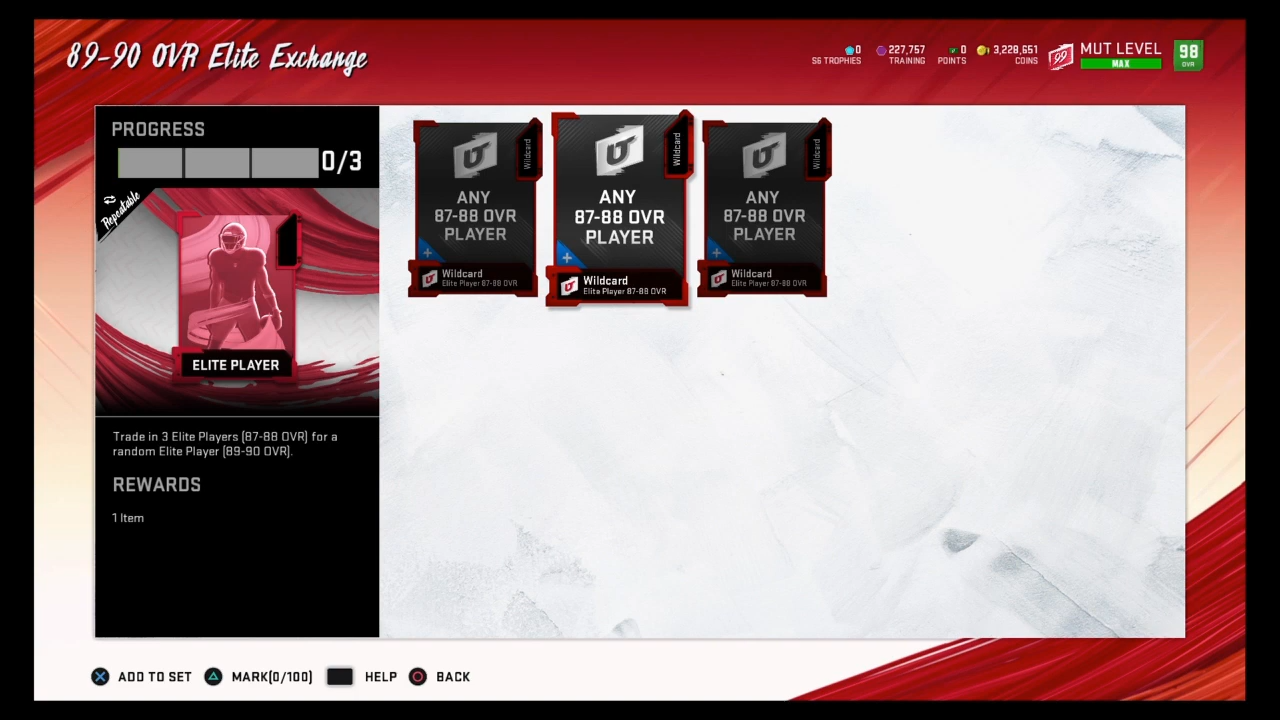 89-90 OVR Elite Exchange
0
S6 TROPHIES
227,757
TRAINING
0
POINTS
3,228,651
COINS
99
MUT LEVEL
MAX
98
OVR
PROGRESS
0/3
Repeatable
ELITE PLAYER
Trade in 3 Elite Players (87-88 OVR) for a
random Elite Player (89-90 OVR).
REWARDS
1 Item
Wildcard
ANY
87-88 OVR
PLAYER
Wildcard
Elite Player 87-88 OVR
Wildcard
ANY
87-88 OVR
PLAYER
Wildcard
Elite Player 87-88 OVR
Wildcard
ANY
87-88 OVR
PLAYER
Wildcard
Elite Player 87-88 OVR
ADD TO SET
MARK(0/100)
HELP
BACK